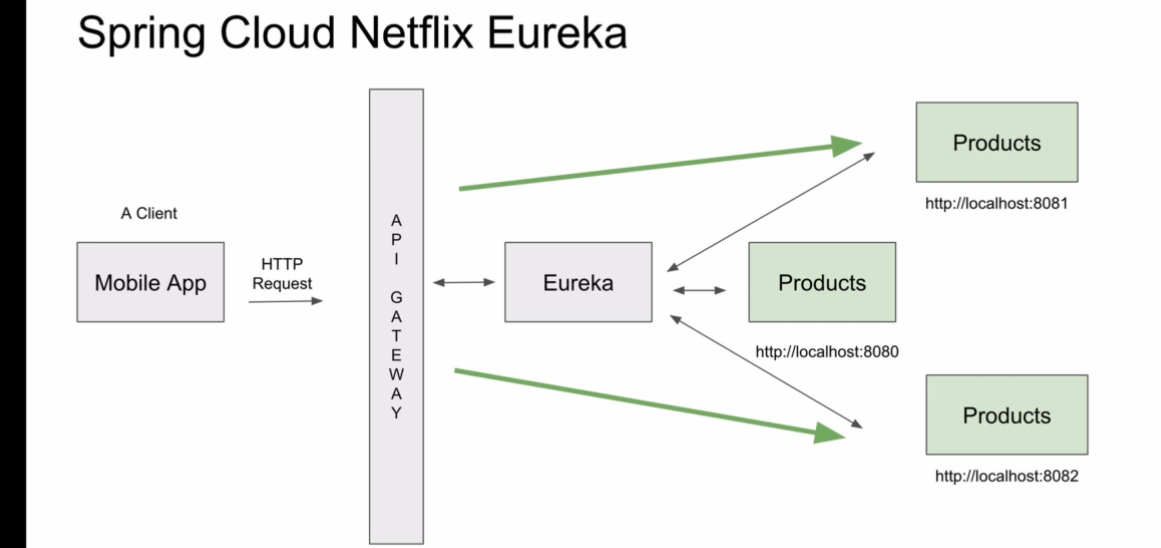 Spring Cloud Netflix Eureka
A Client
Mobile App
HTTP
Request
A
P
I
G
A
T
E
W
A
Y
Eureka
Products
http://localhost:8081
Products
http://localhost:8080
Products
http://localhost:8082